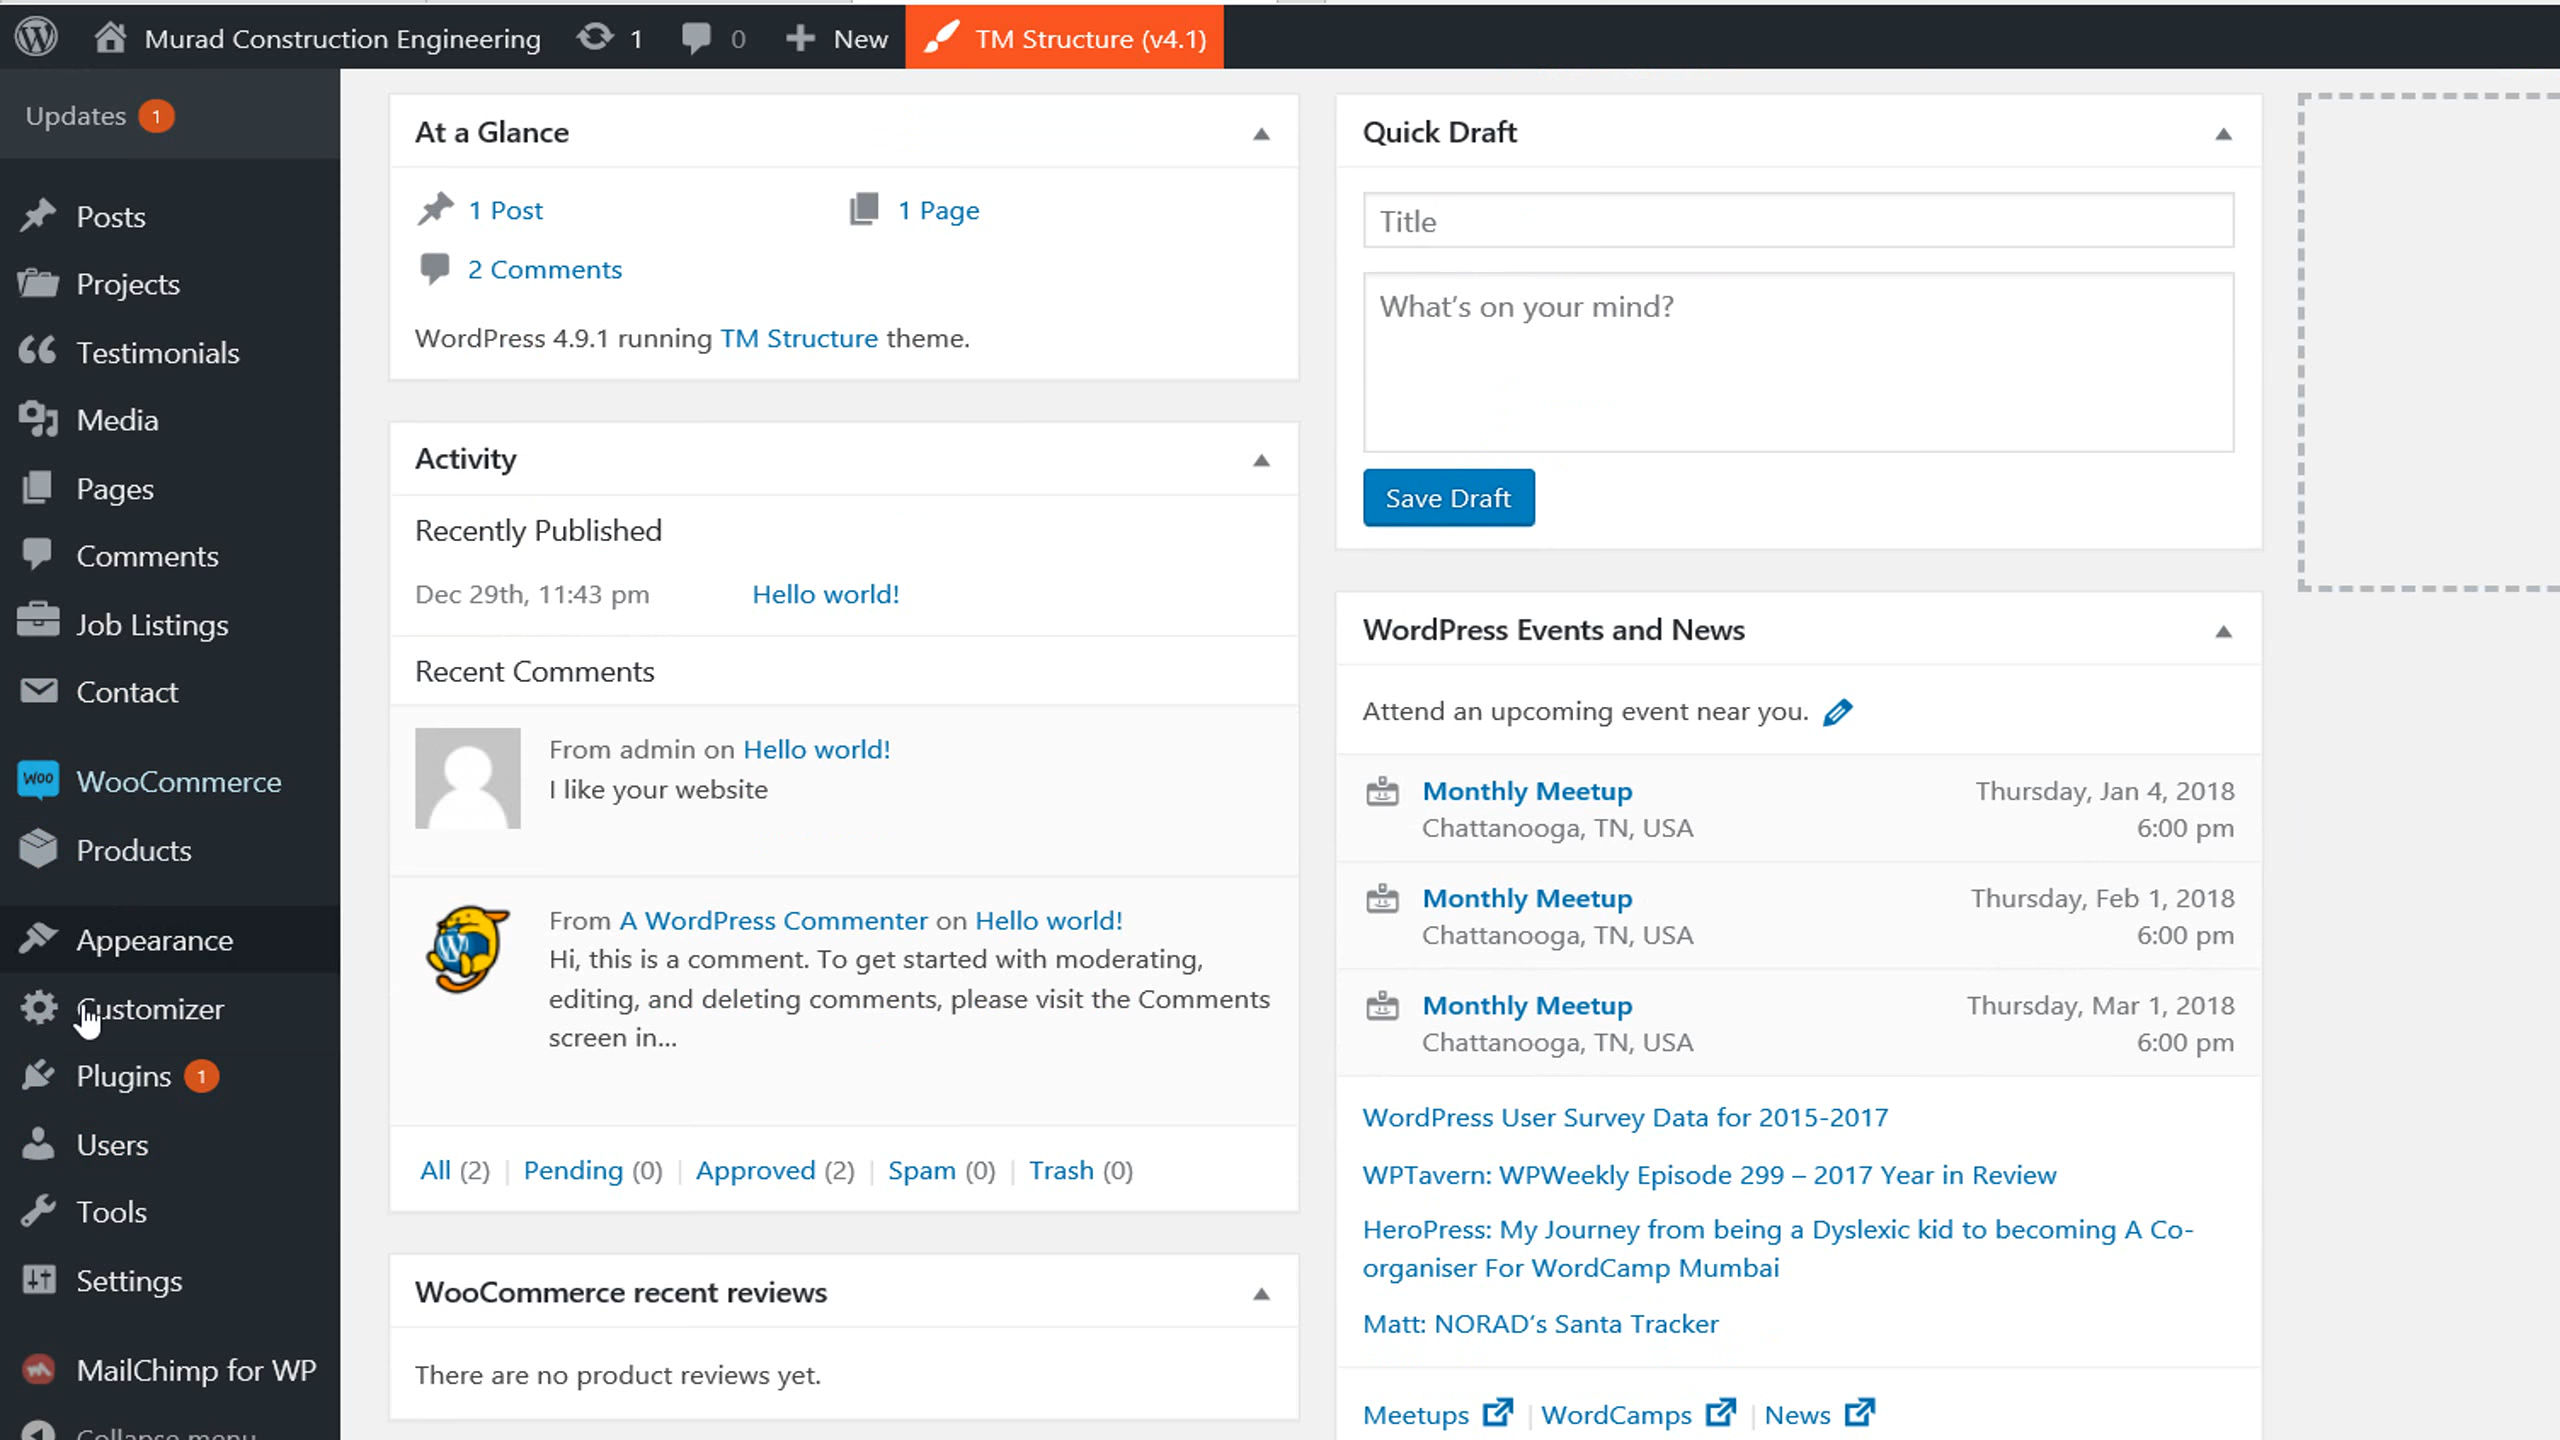 Murad Construction Engineering 1 0 New TM Structure (v4.1)
Updates 1
Posts
Projects
Testimonials
Media
Pages
Comments
Job Listings
Contact
Woo WooCommerce
Products
Appearance
Customizer
Plugins 1
Users
Tools
Settings
MailChimp for WP
Collapse menu
At a Glance
1 Post
1 Page
2 Comments
WordPress 4.9.1 running TM Structure theme.
Activity
Recently Published
Dec 29th, 11:43 pm Hello world!
Recent Comments
From admin on Hello world!
I like your website
From A WordPress Commenter on Hello world!
Hi, this is a comment. To get started with moderating,
editing, and deleting comments, please visit the Comments
screen in...
All (2) | Pending (0) | Approved (2) | Spam (0) | Trash (0)
WooCommerce recent reviews
There are no product reviews yet.
Quick Draft
Title
What's on your mind?
Save Draft
WordPress Events and News
Attend an upcoming event near you.
Monthly Meetup Thursday, Jan 4, 2018
Chattanooga, TN, USA 6:00 pm
Monthly Meetup Thursday, Feb 1, 2018
Chattanooga, TN, USA 6:00 pm
Monthly Meetup Thursday, Mar 1, 2018
Chattanooga, TN, USA 6:00 pm
WordPress User Survey Data for 2015-2017
WPTavern: WPWeekly Episode 299 – 2017 Year in Review
HeroPress: My Journey from being a Dyslexic kid to becoming A Co-
organiser For WordCamp Mumbai
Matt: NORAD's Santa Tracker
Meetups | WordCamps | News